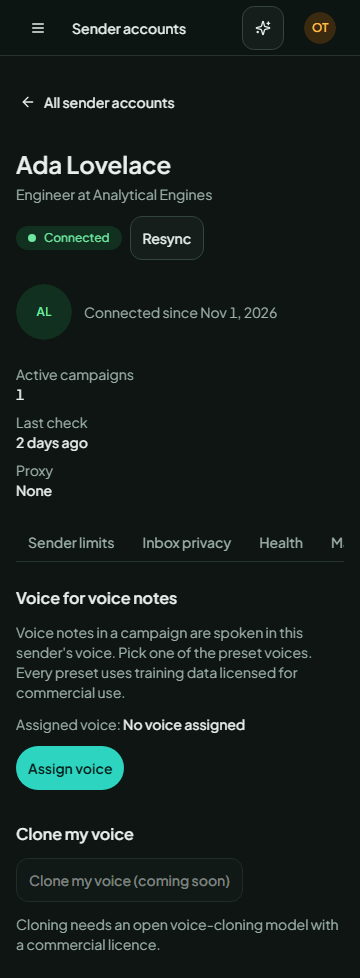 Sender accounts
OT
All sender accounts
Ada Lovelace
Engineer at Analytical Engines
Connected
Resync
AL
Connected since Nov 1, 2026
Active campaigns
1
Last check
2 days ago
Proxy
None
Sender limits Inbox privacy Health
Voice for voice notes
Voice notes in a campaign are spoken in this
sender's voice. Pick one of the preset voices.
Every preset uses training data licensed for
commercial use.
Assigned voice: No voice assigned
Assign voice
Clone my voice
Clone my voice (coming soon)
Cloning needs an open voice-cloning model with
a commercial licence.